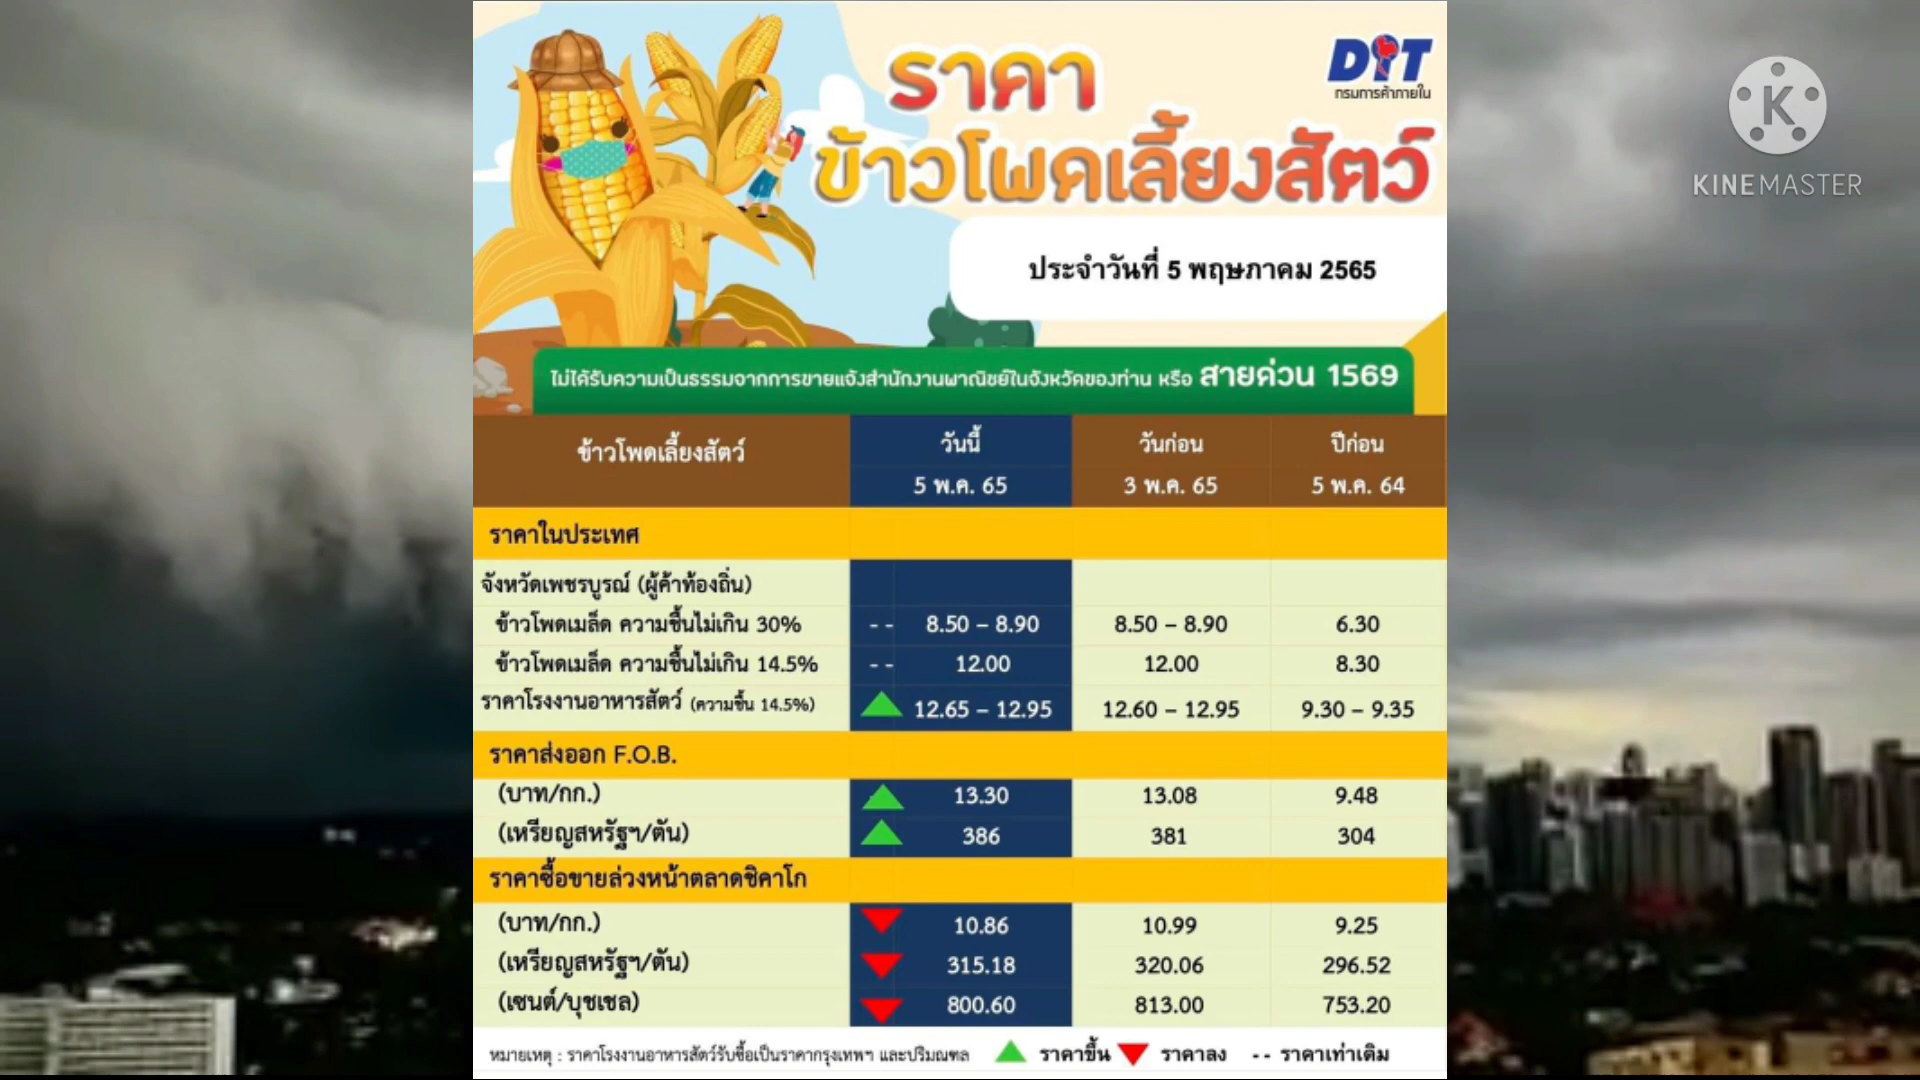 ราคา
ข้าวโพดเลี้ยงสัตว์
DIT
กรมการค้าภายใน
KINEMASTER
ประจำวันที่ 5 พฤษภาคม 2565
ไม่ได้รับความเป็นธรรมจากการขายแจ้งสำนักงานพาณิชย์ในจังหวัดของท่าน หรือ สายด่วน 1569
ข้าวโพดเลี้ยงสัตว์ วันนี้ วันก่อน ปีก่อน
5 พ.ค. 65 3 พ.ค. 65 5 พ.ค. 64
ราคาในประเทศ
จังหวัดเพชรบูรณ์ (ผู้ค้าท้องถิ่น)
ข้าวโพดเมล็ด ความชื้นไม่เกิน 30% - - 8.50 – 8.90 8.50 – 8.90 6.30
ข้าวโพดเมล็ด ความชื้นไม่เกิน 14.5% - - 12.00 12.00 8.30
ราคาโรงงานอาหารสัตว์ (ความชื้น 14.5%) 12.65 – 12.95 12.60 – 12.95 9.30 – 9.35
ราคาส่งออก F.O.B.
(บาท/กก.) 13.30 13.08 9.48
(เหรียญสหรัฐฯ/ตัน) 386 381 304
ราคาซื้อขายล่วงหน้าตลาดชิคาโก
(บาท/กก.) 10.86 10.99 9.25
(เหรียญสหรัฐฯ/ตัน) 315.18 320.06 296.52
(เซนต์/บุชเชล) 800.60 813.00 753.20
หมายเหตุ : ราคาโรงงานอาหารสัตว์รับซื้อเป็นราคากรุงเทพฯ และปริมณฑล ราคาขึ้น ราคาลง - - ราคาเท่าเดิม